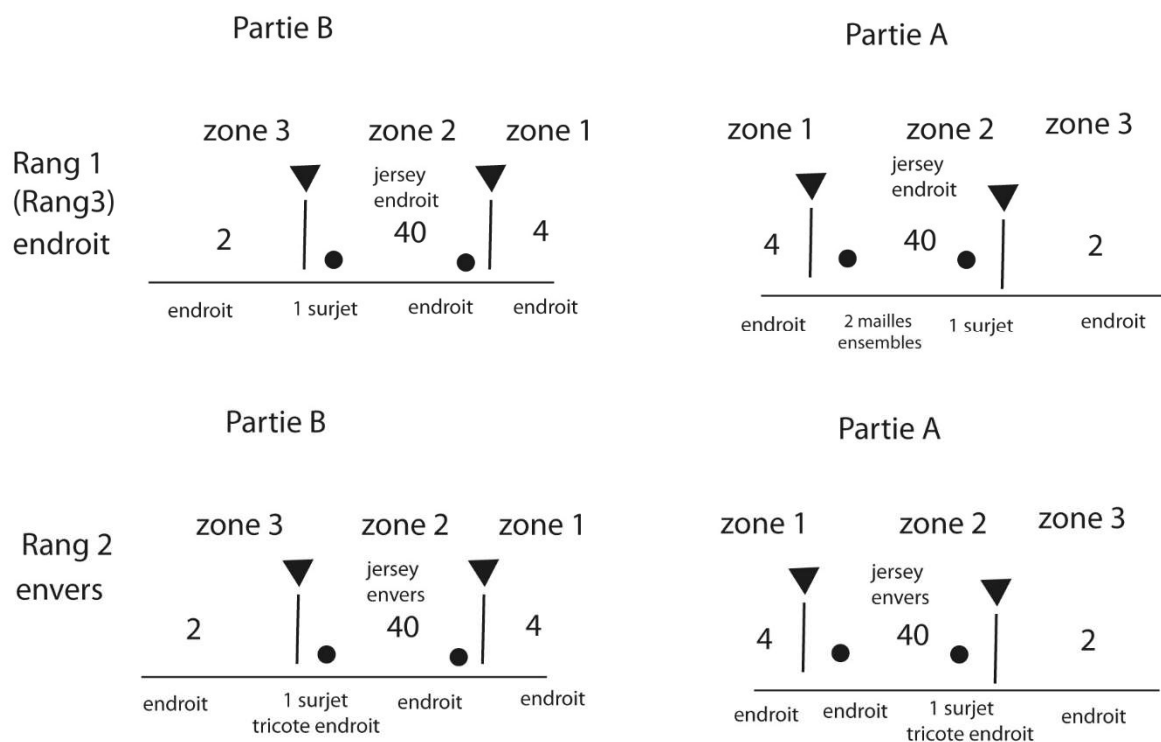 Partie B
Partie A
zone 3 zone 2 zone 1
zone 1 zone 2 zone 3
Rang 1
(Rang3)
endroit
jersey
endroit
2 40 4
jersey
endroit
4 40 2
endroit 1 surjet endroit endroit
endroit 2 mailles
ensembles 1 surjet endroit
Partie B
Partie A
zone 3 zone 2 zone 1
zone 1 zone 2 zone 3
Rang 2
envers
jersey
envers
2 40 4
jersey
envers
4 40 2
endroit 1 surjet
tricote endroit endroit endroit
endroit endroit 1 surjet
tricote endroit endroit